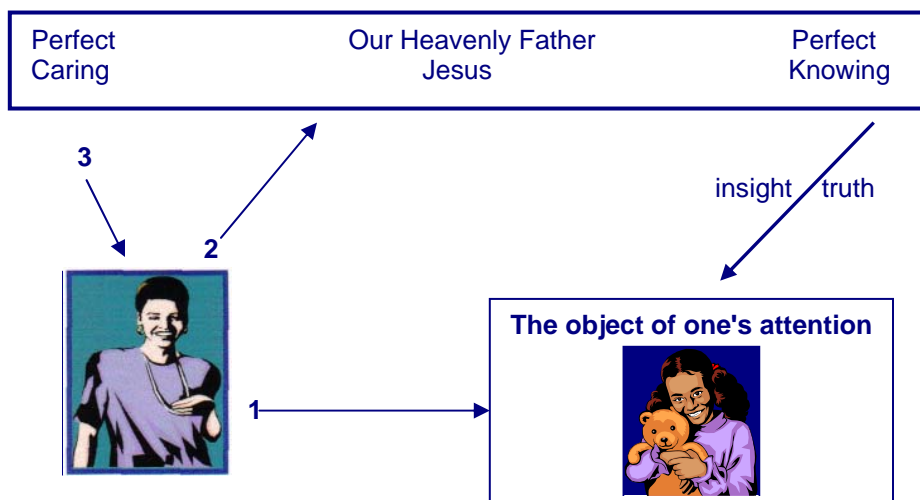 Perfect Our Heavenly Father Perfect
Caring Jesus Knowing
3
insight truth
2
The object of one's attention
1